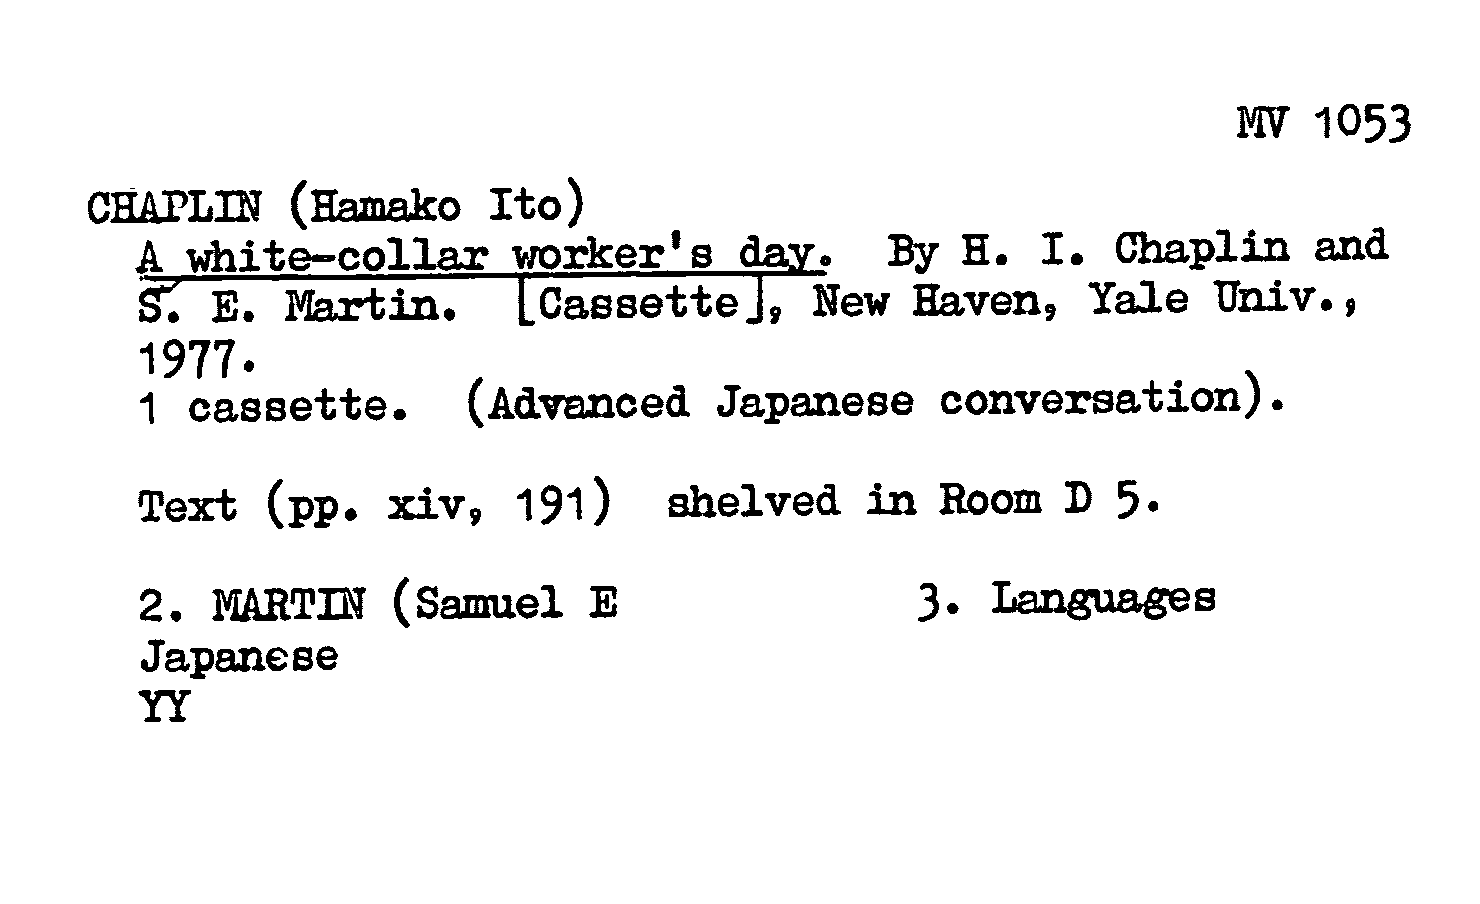 MV 1053
CHAPLIN (Hamako Ito)
A white-collar worker's day. By H. I. Chaplin and
S. E. Martin. [Cassette], New Haven, Yale Univ.,
1977.
1 cassette. (Advanced Japanese conversation).
Text (pp. xiv, 191) shelved in Room D 5.
2. MARTIN (Samuel E 3. Languages
Japanese
YY